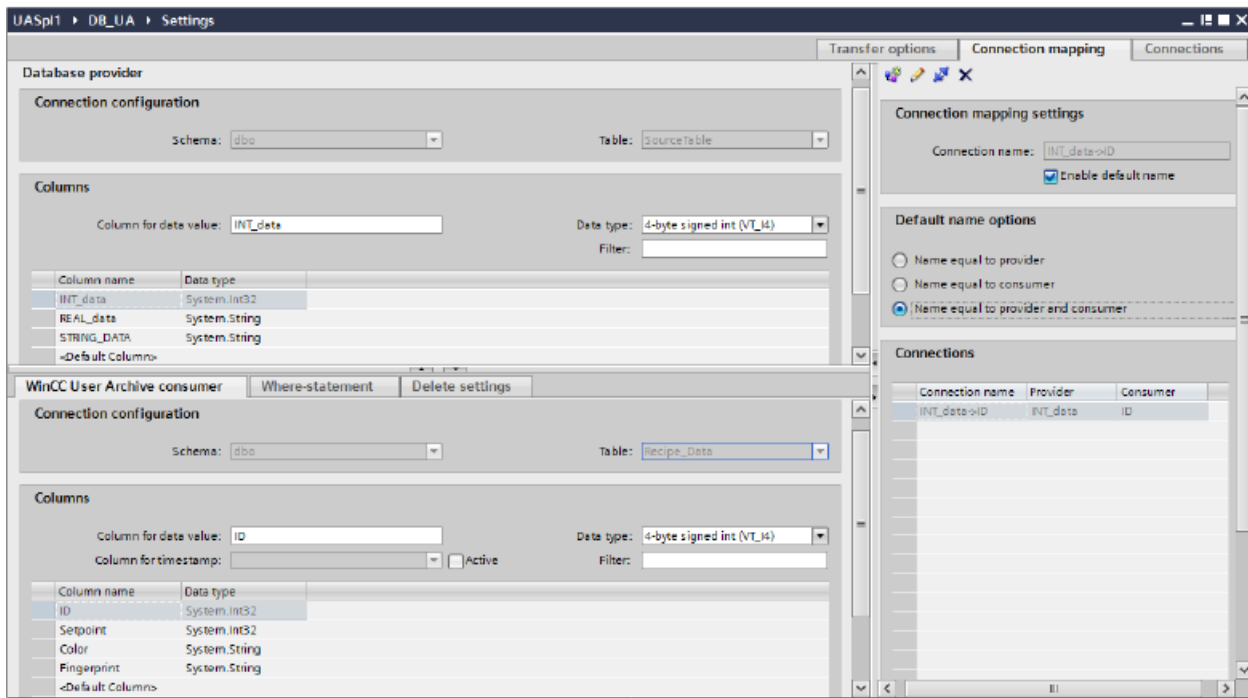 UASpl1 ▸ DB_UA ▸ Settings
Transfer options Connection mapping Connections
Database provider
Connection configuration
Schema: dbo Table: SourceTable
Columns
Column for data value: INT_data Data type: 4-byte signed int (VT_I4)
Filter:
Column name Data type
INT_data System.Int32
REAL_data System.String
STRING_DATA System.String
<Default Column>
WinCC User Archive consumer Where-statement Delete settings
Connection configuration
Schema: dbo Table: Recipe_Data
Columns
Column for data value: ID Data type: 4-byte signed int (VT_I4)
Column for timestamp: Active Filter:
Column name Data type
ID System.Int32
Setpoint System.Int32
Color System.String
Fingerprint System.String
<Default Column>
Connection mapping settings
Connection name: INT_data->ID
Enable default name
Default name options
Name equal to provider
Name equal to consumer
Name equal to provider and consumer
Connections
Connection name Provider Consumer
INT_data->ID INT_data ID